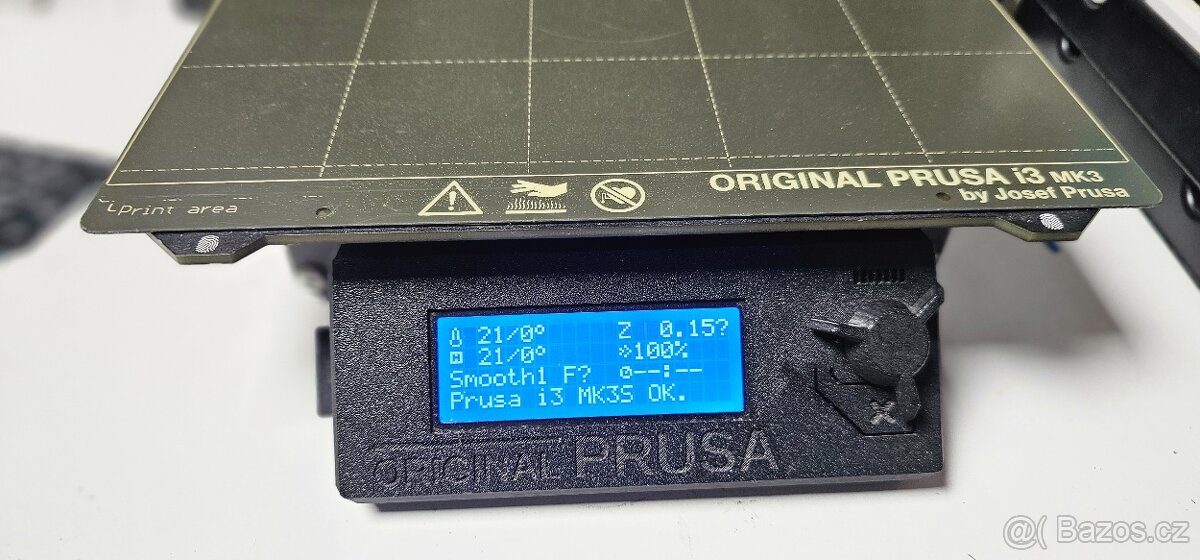 ORIGINAL PRUSA i3 MK3
by Josef Prusa
Print area
21/0° Z 0.15?
21/0° 100%
Smooth1 F? 0--:--
Prusa i3 MK3S OK.
ORIGINAL PRUSA
@( Bazos.cz